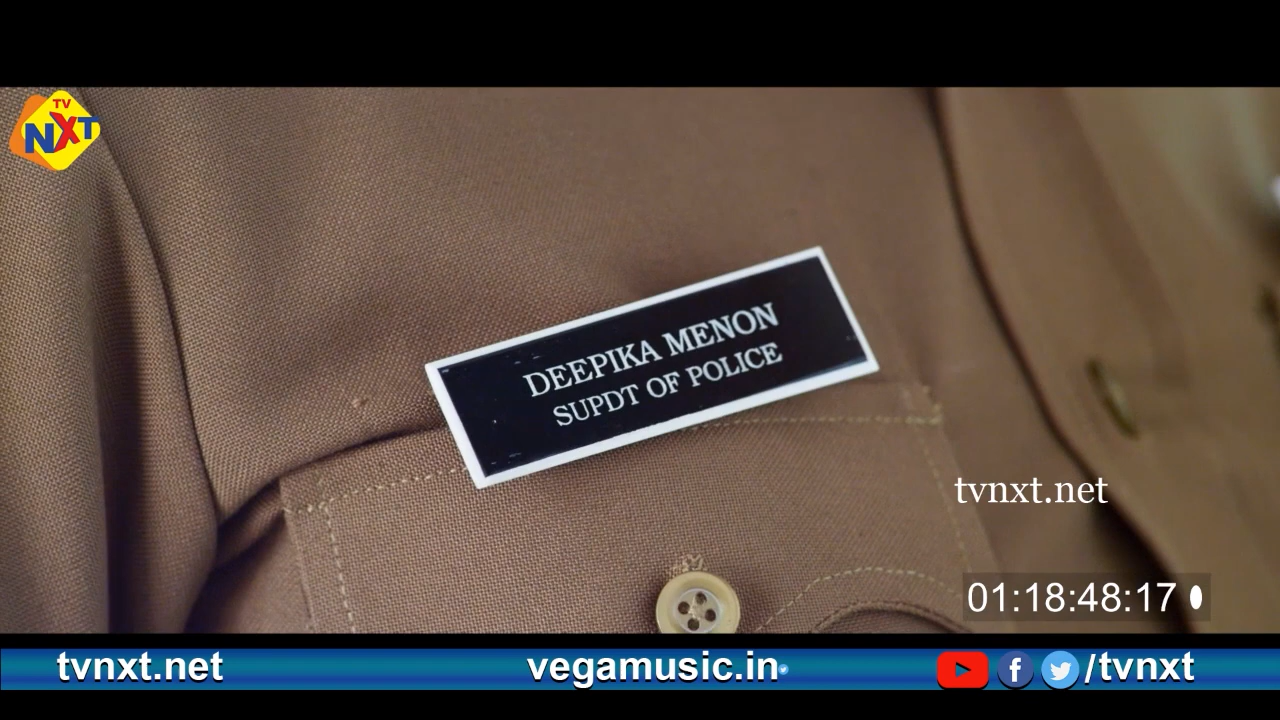 TV
NXT
DEEPIKA MENON
SUPDT OF POLICE
tvnxt.net
01:18:48:17
tvnxt.net
vegamusic.in
/tvnxt